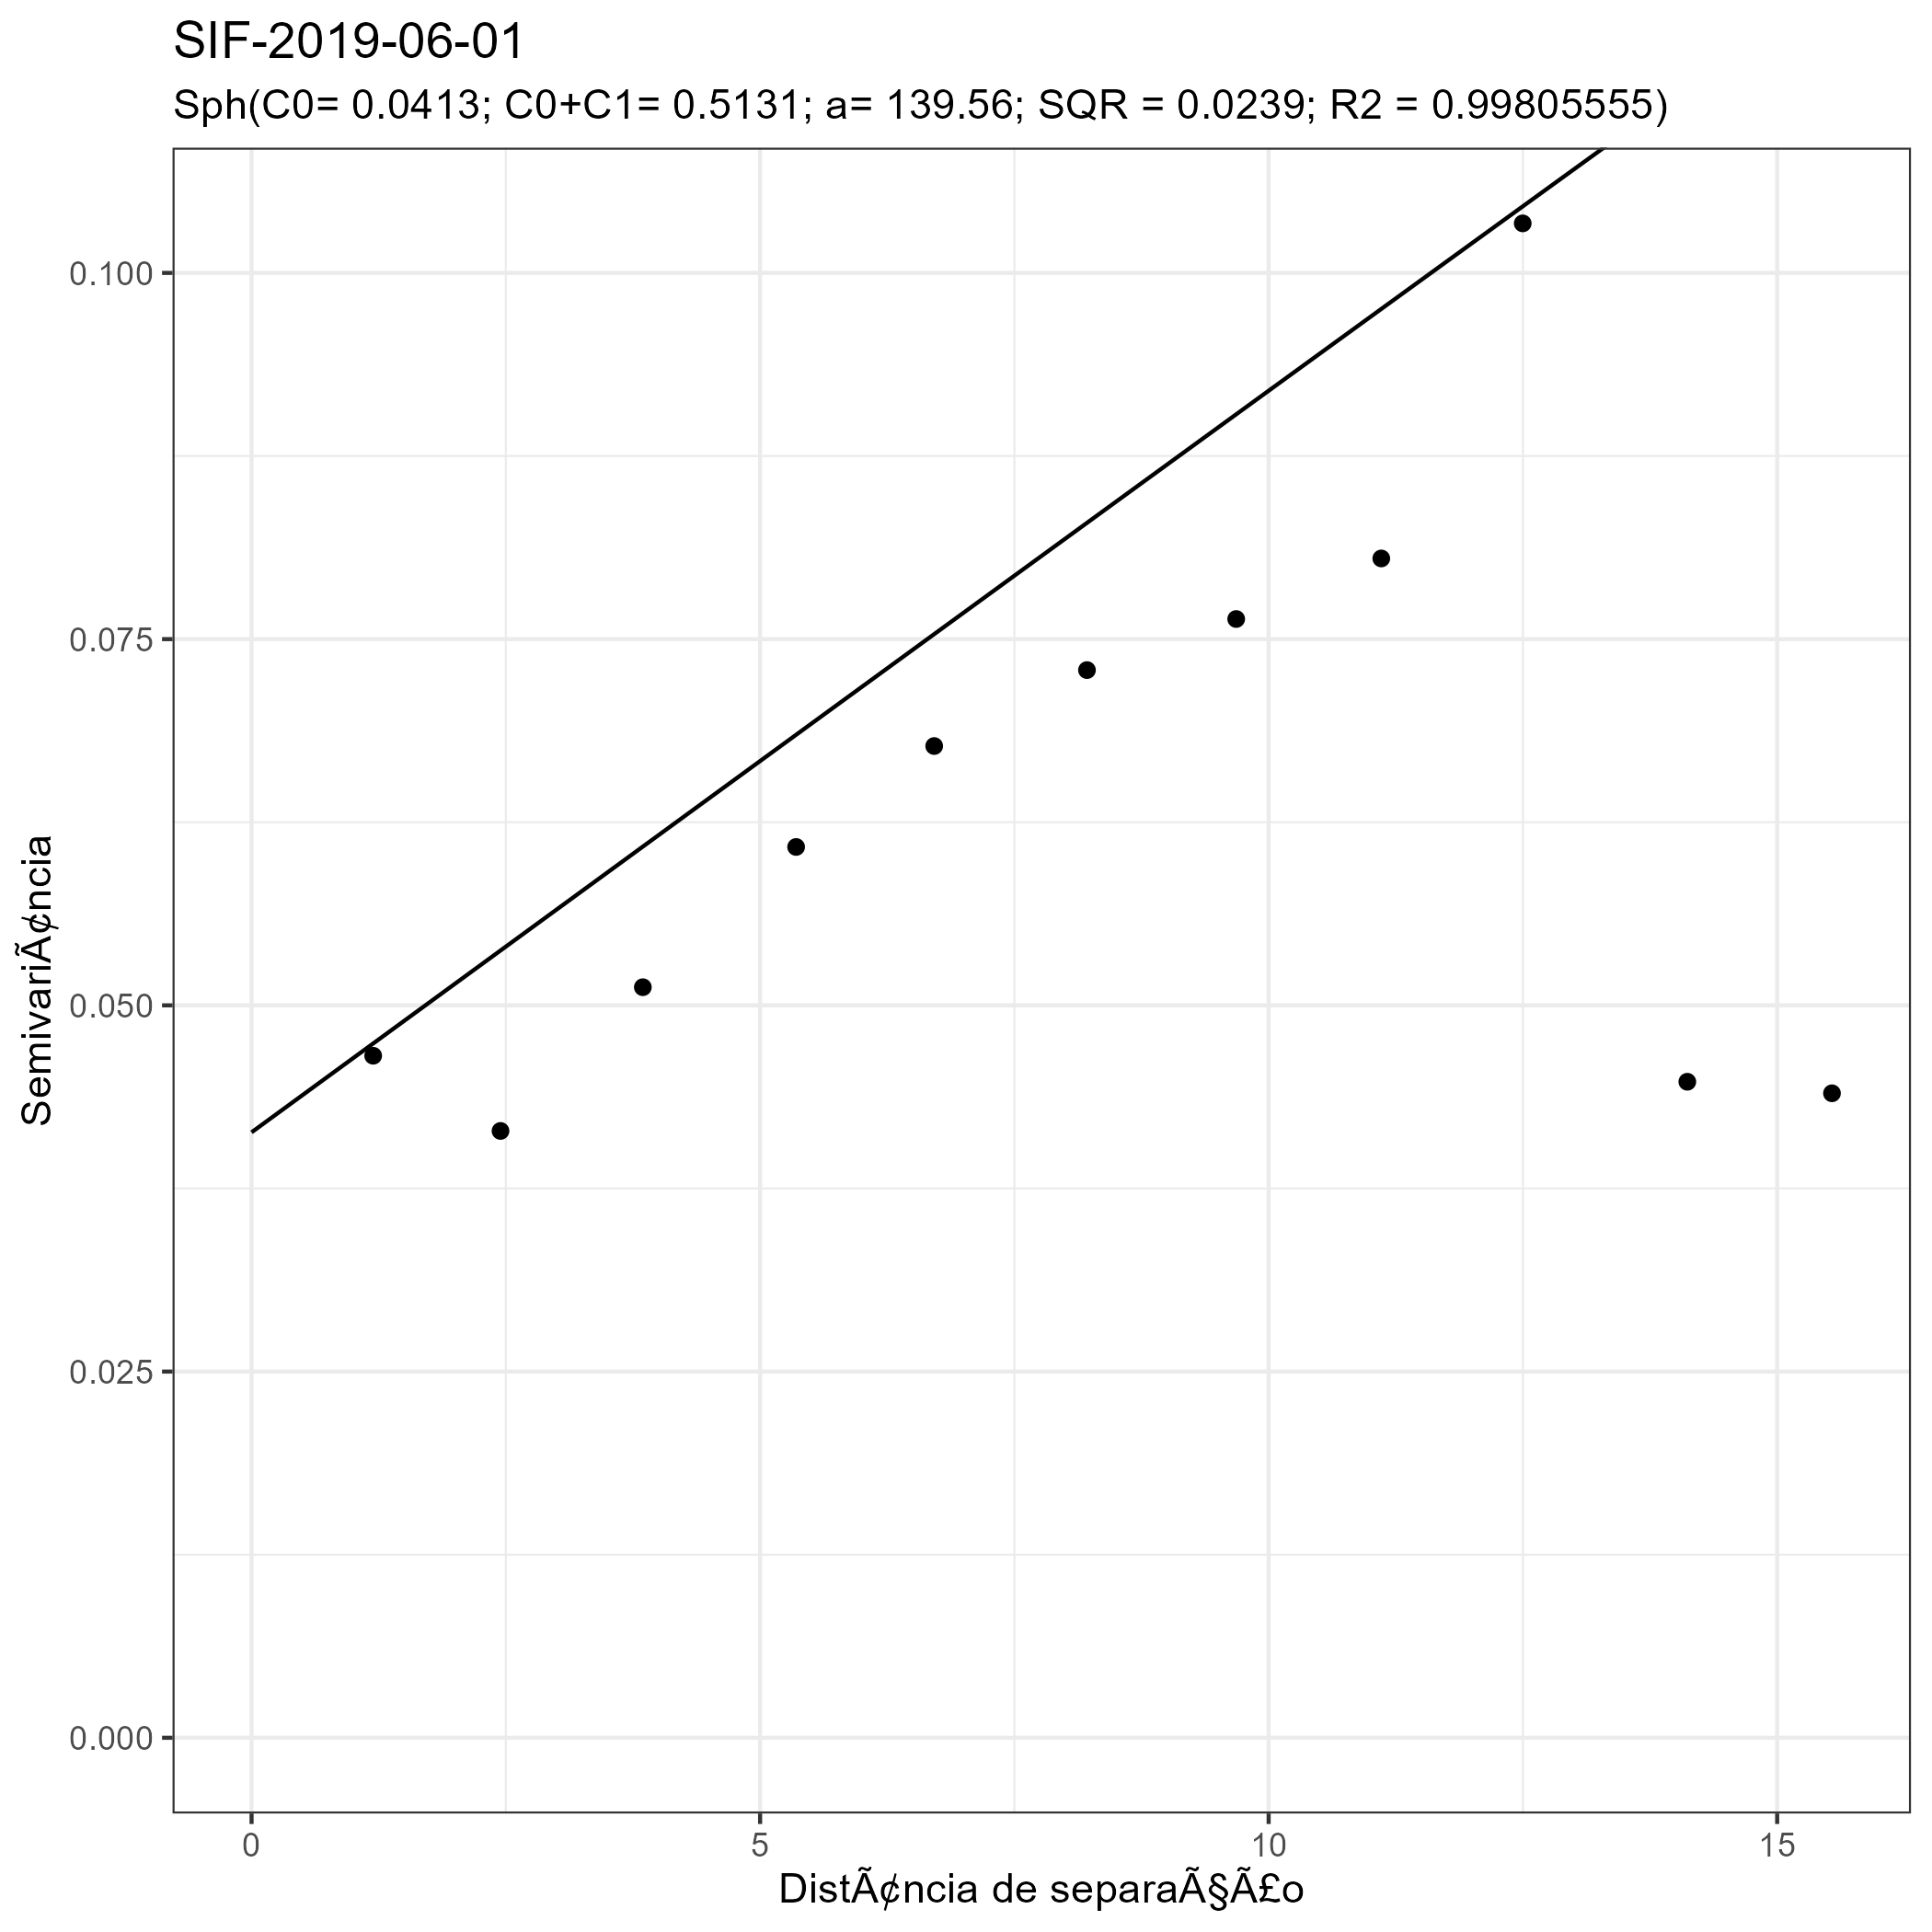 SIF-2019-06-01
Sph(C0= 0.0413; C0+C1= 0.5131; a= 139.56; SQR = 0.0239; R2 = 0.99805555)
0.100
0.075
0.050
0.025
0.000
SemivariÃ¢ncia
0 5 10 15
DistÃ¢ncia de separaÃ§Ã£o